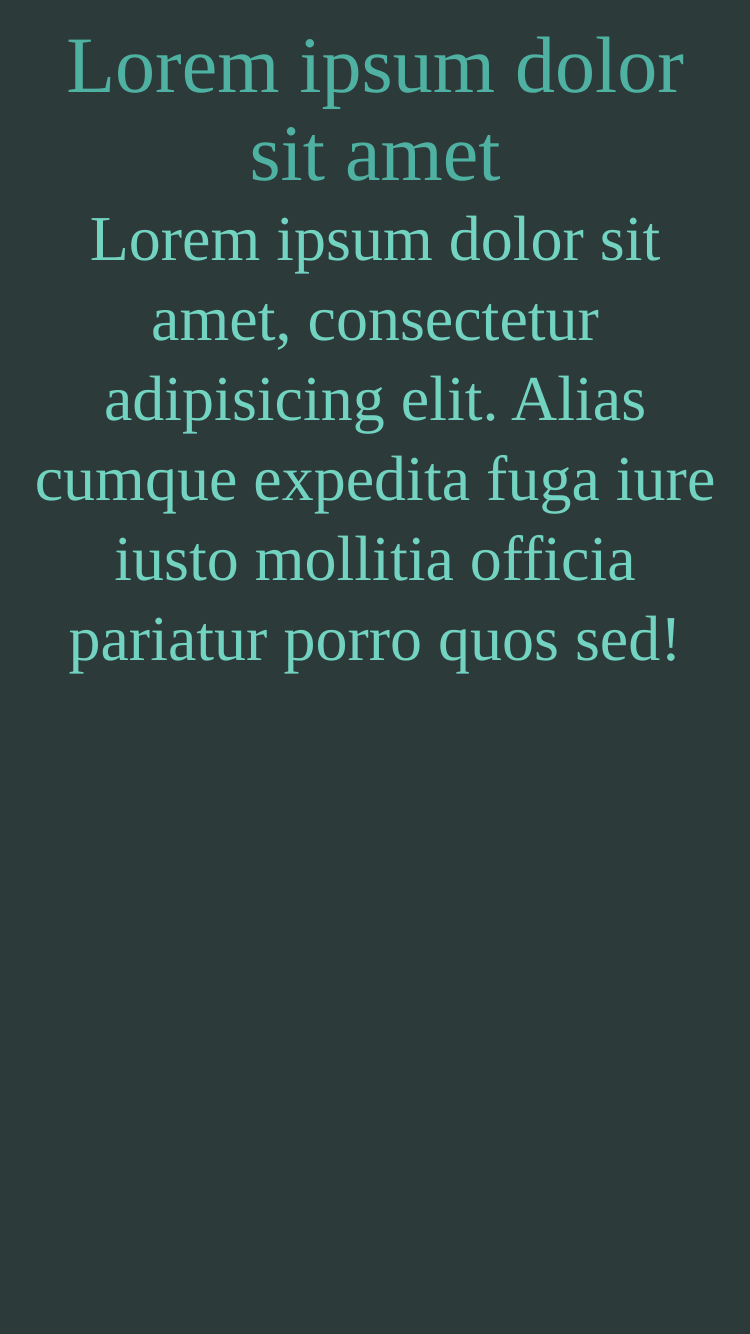 Lorem ipsum dolor
sit amet
Lorem ipsum dolor sit
amet, consectetur
adipisicing elit. Alias
cumque expedita fuga iure
iusto mollitia officia
pariatur porro quos sed!